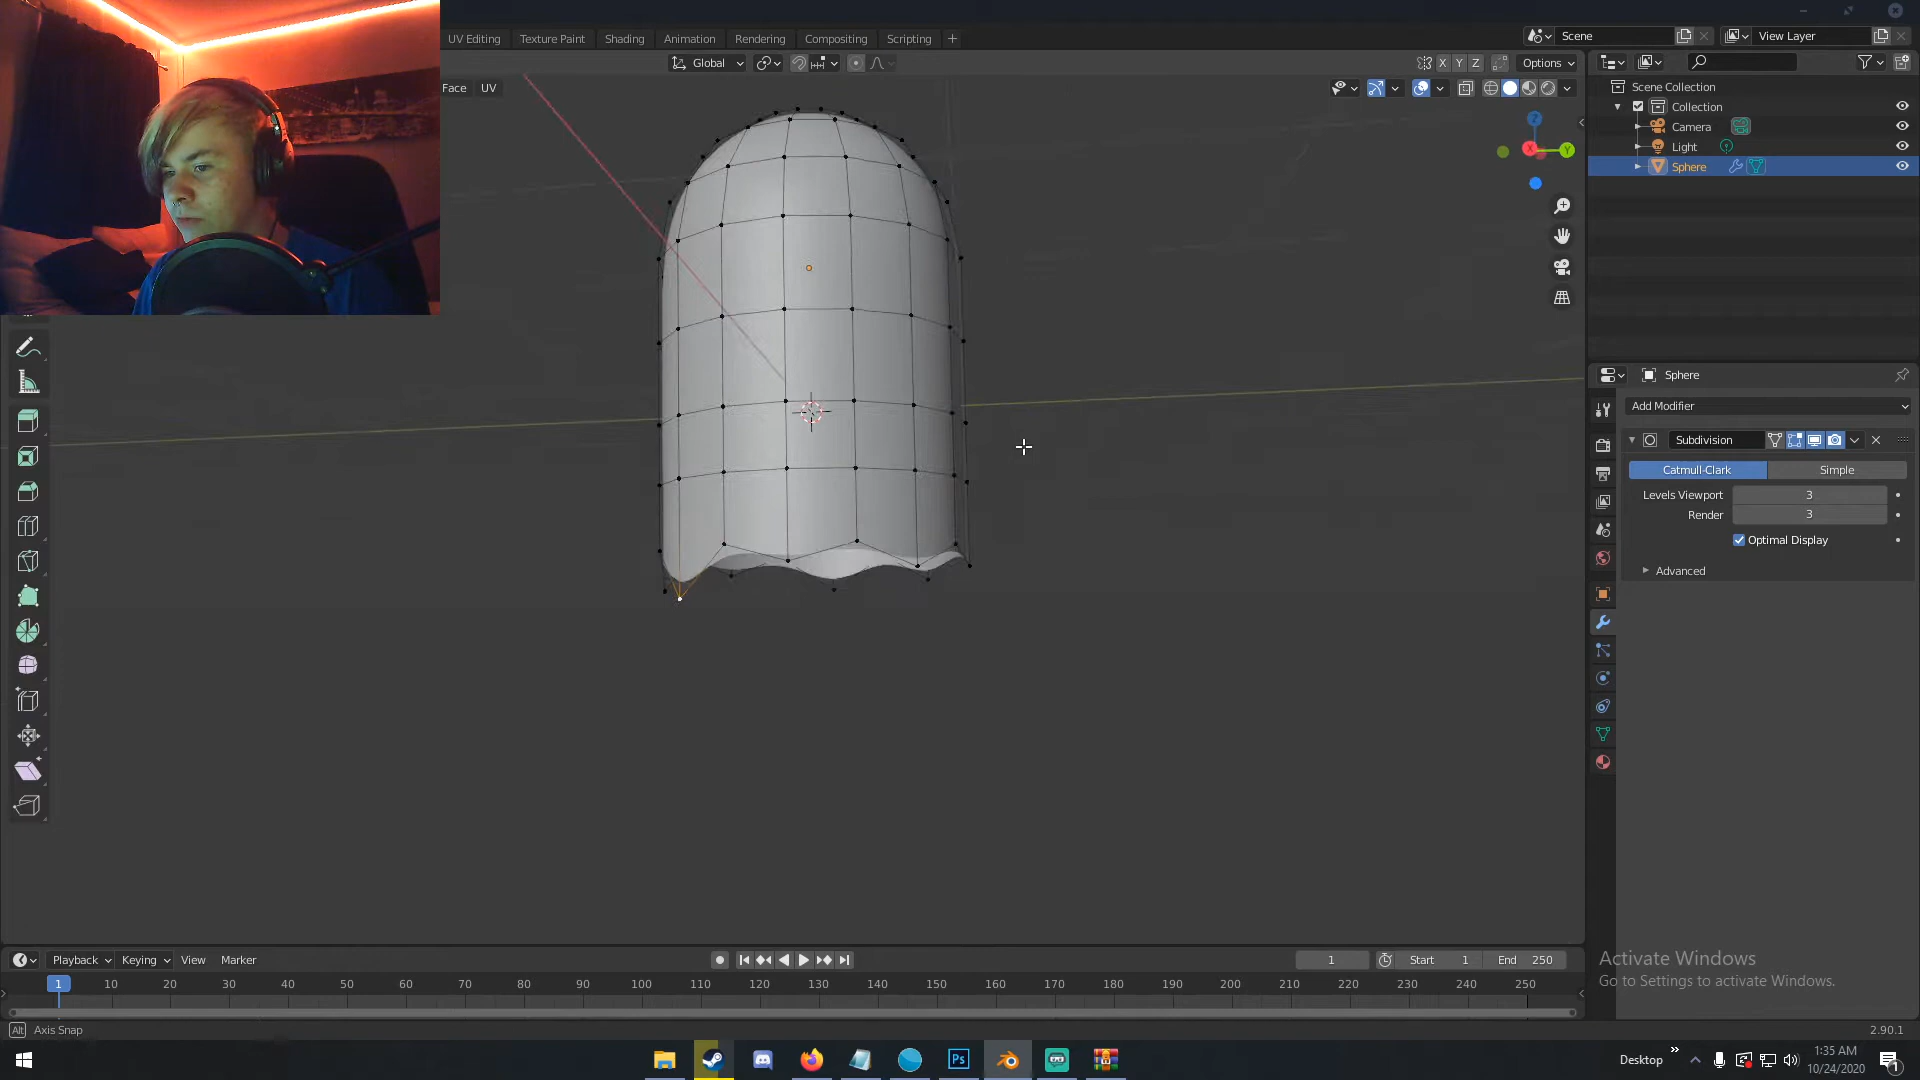 UV Editing Texture Paint Shading Animation Rendering Compositing Scripting +
Scene
View Layer
Global
X Y Z
Options
Face UV
Scene Collection
Collection
Camera
Light
Sphere
Z
X
Y
Sphere
Add Modifier
Subdivision
Catmull-Clark
Simple
Levels Viewport 3
Render 3
Optimal Display
Advanced
Activate Windows
Go to Settings to activate Windows.
Playback Keying View Marker
1
Start 1
End 250
1 10 20 30 40 50 60 70 80 90 100 110 120 130 140 150 160 170 180 190 200 210 220 230 240 250
Alt Axis Snap
2.90.1
Ps
Desktop
1:35 AM
10/24/2020
1